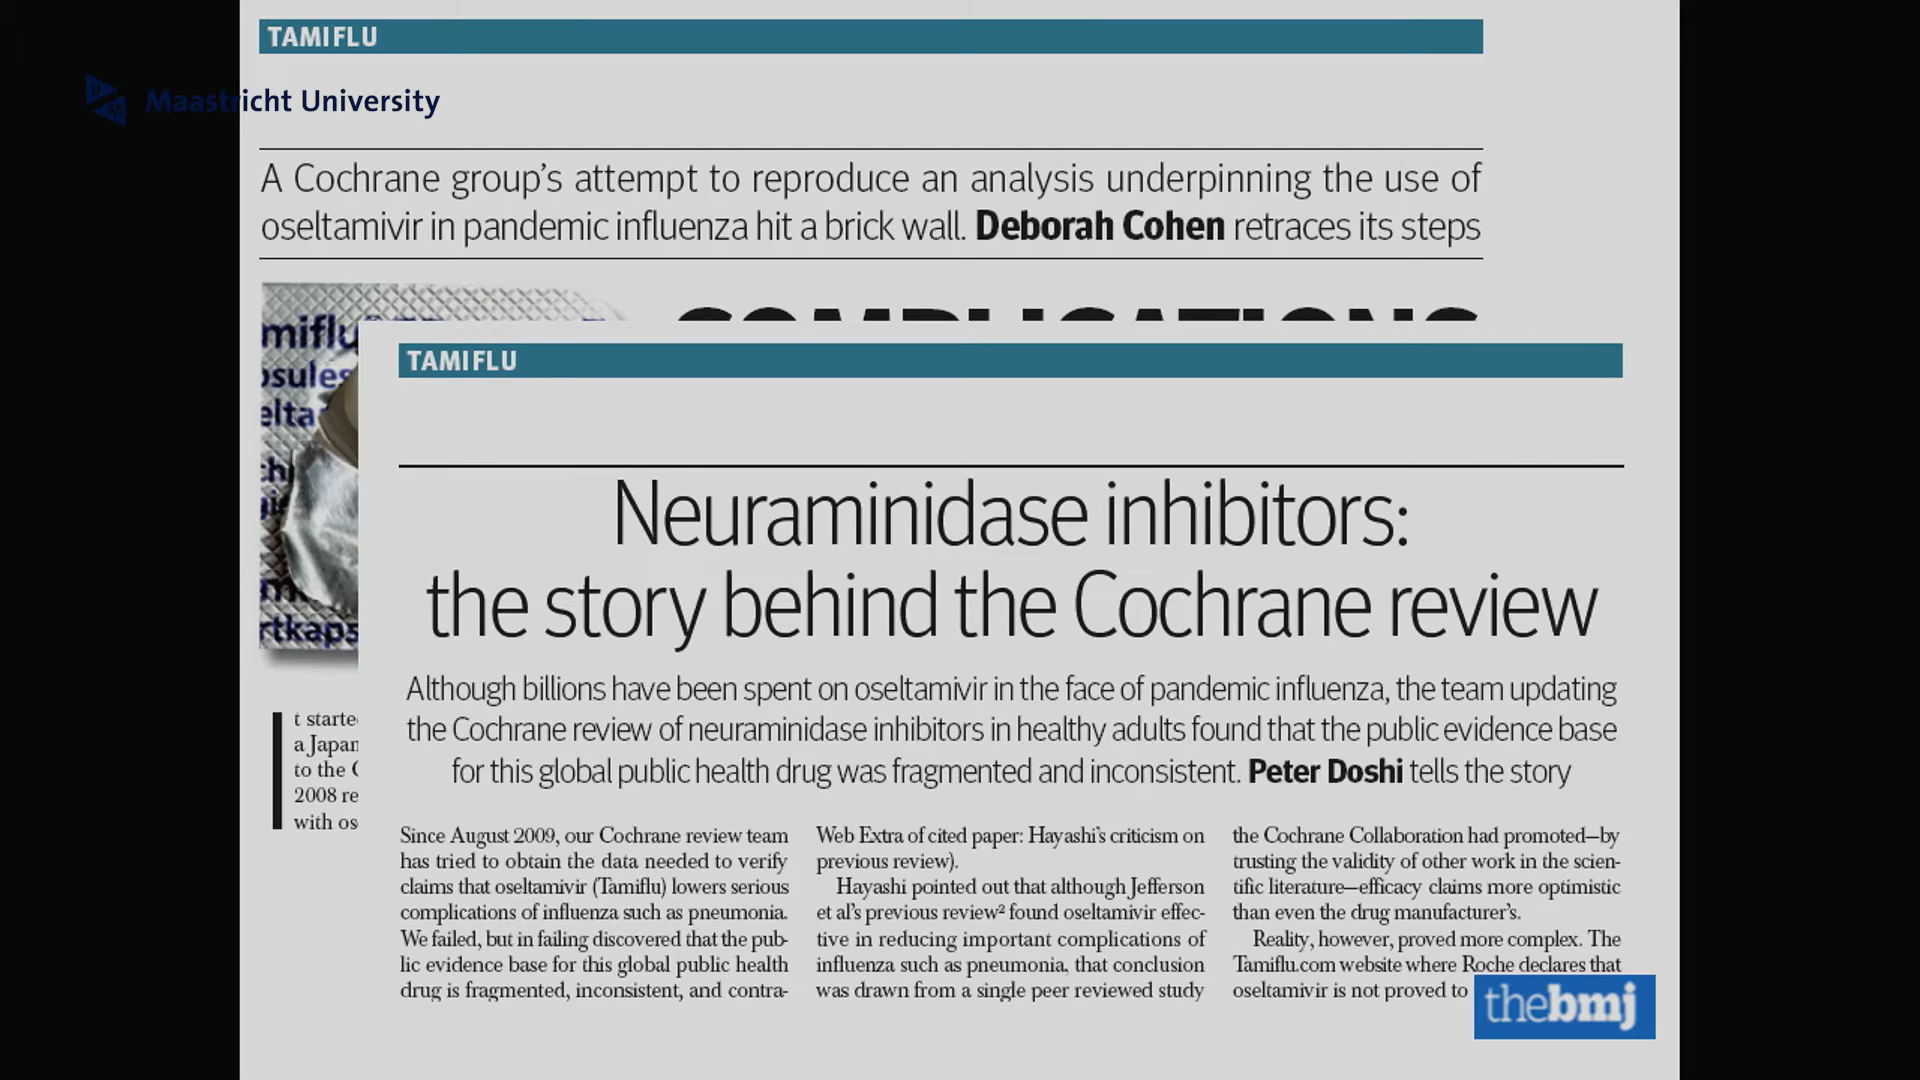 TAMIFLU
Maastricht University
A Cochrane group's attempt to reproduce an analysis underpinning the use of
oseltamivir in pandemic influenza hit a brick wall. Deborah Cohen retraces its steps
COMPLICATIONS
TAMIFLU
Neuraminidase inhibitors:
the story behind the Cochrane review
Although billions have been spent on oseltamivir in the face of pandemic influenza, the team updating
the Cochrane review of neuraminidase inhibitors in healthy adults found that the public evidence base
for this global public health drug was fragmented and inconsistent. Peter Doshi tells the story
It starte
a Japan
to the
2008 re
with os
Since August 2009, our Cochrane review team
has tried to obtain the data needed to verify
claims that oseltamivir (Tamiflu) lowers serious
complications of influenza such as pneumonia.
We failed, but in failing discovered that the pub-
lic evidence base for this global public health
drug is fragmented, inconsistent, and contra-
Web Extra of cited paper: Hayashi's criticism on
previous review).
Hayashi pointed out that although Jefferson
et al's previous review² found oseltamivir effec-
tive in reducing important complications of
influenza such as pneumonia, that conclusion
was drawn from a single peer reviewed study
the Cochrane Collaboration had promoted—by
trusting the validity of other work in the scien-
tific literature—efficacy claims more optimistic
than even the drug manufacturer's.
Reality, however, proved more complex. The
Tamiflu.com website where Roche declares that
oseltamivir is not proved to
thebmj